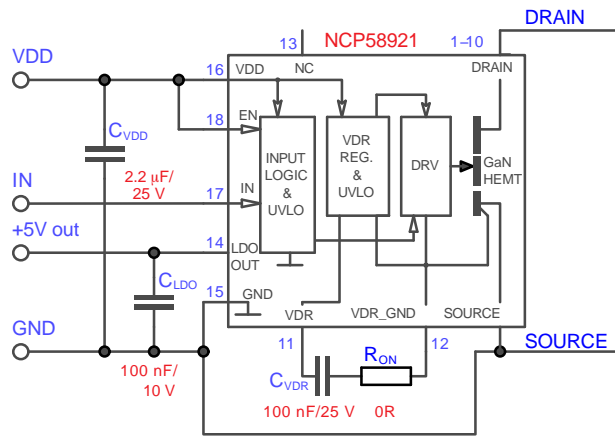 DRAIN
13
NCP58921
1–10
VDD
16
VDD
NC
DRAIN
18
EN
CVDD
INPUT
LOGIC
&
UVLO
VDR
REG.
&
UVLO
DRV
GaN
HEMT
2.2 μF/
25 V
IN
17
IN
+5V out
14
LDO
OUT
CLDO
15
GND
VDR
VDR_GND
SOURCE
GND
11
12
SOURCE
100 nF/
10 V
CVDR
RON
100 nF/25 V
0R